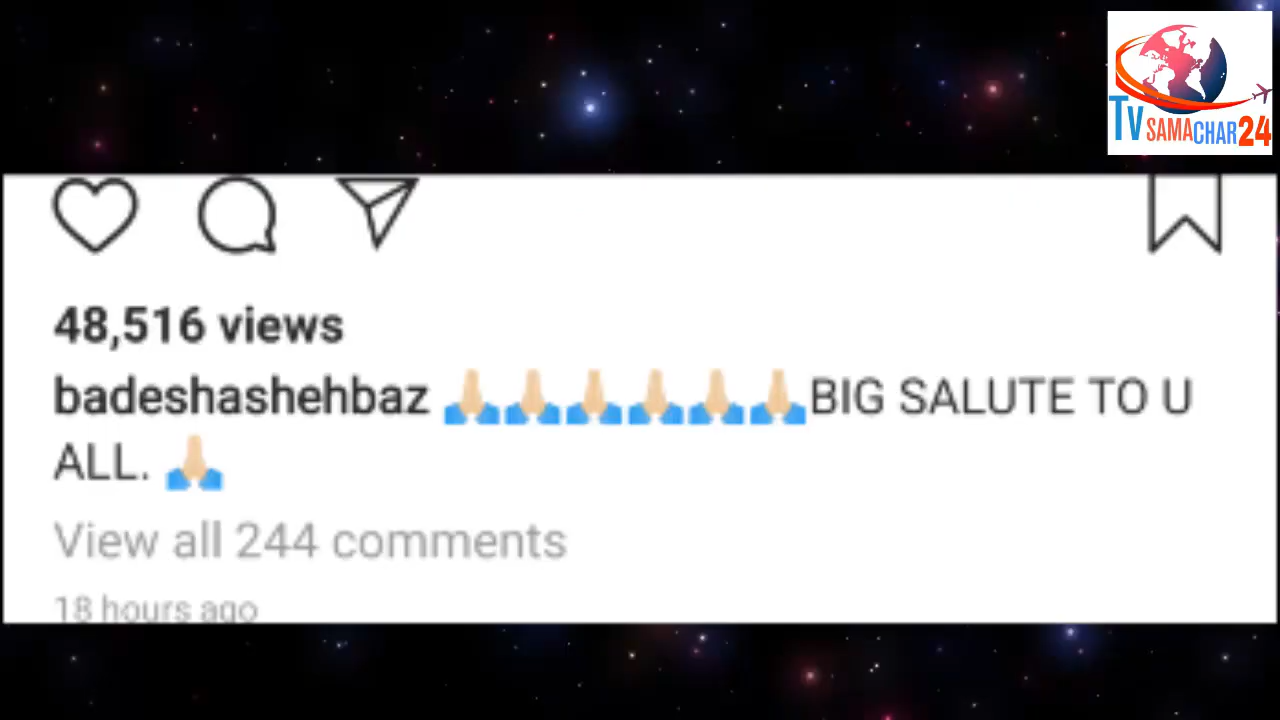 TV SAMACHAR24
48,516 views
badeshashehbaz 🙏🏻🙏🏻🙏🏻🙏🏻🙏🏻🙏🏻BIG SALUTE TO U
ALL. 🙏🏻
View all 244 comments
18 hours ago